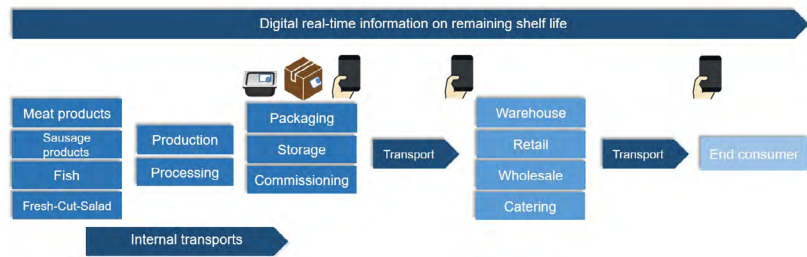 Digital real-time information on remaining shelf life
Meat products
Sausage
products
Fish
Fresh-Cut-Salad
Production
Processing
Packaging
Storage
Commissioning
Transport
Warehouse
Retail
Wholesale
Catering
Transport
End consumer
Internal transports